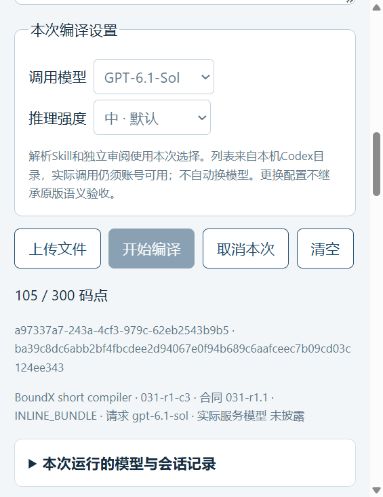 本次编译设置
调用模型 GPT-6.1-Sol
推理强度 中 · 默认
解析Skill和独立审阅使用本次选择。列表来自本机Codex目
录，实际调用仍须账号可用；不自动换模型。更换配置不继
承原版语义验收。
上传文件 开始编译 取消本次 清空
105 / 300 码点
a97337a7-243a-4cf3-979c-62eb2543b9b5 ·
ba39c8dc6abb2bf4fbcdee2d94067e0f94b689c6aafceec7b09cd03c
124ee343
BoundX short compiler · 031-r1-c3 · 合同 031-r1.1 ·
INLINE_BUNDLE · 请求 gpt-6.1-sol · 实际服务模型 未披露
▶ 本次运行的模型与会话记录